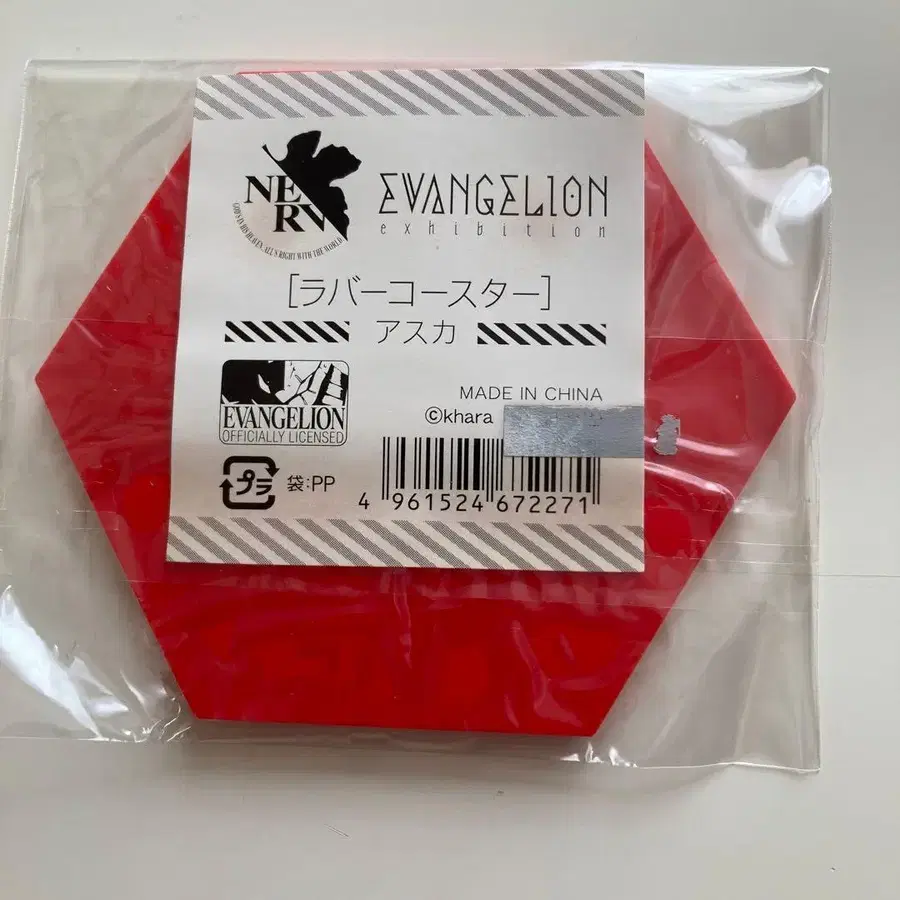 NERV
GOD'S IN HIS HEAVEN. ALL'S RIGHT WITH THE WORLD.
EVANGELION
exhibition
[ラバーコースター]
アスカ
EVANGELION
OFFICIALLY LICENSED
MADE IN CHINA
©khara
プラ
袋:PP
4 961524 672271